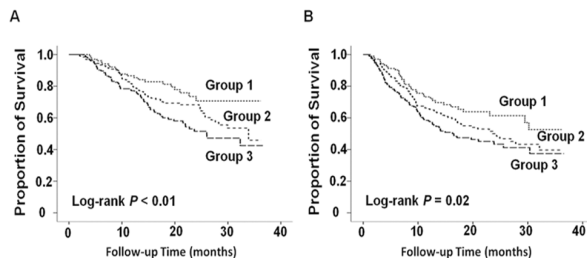 A
Proportion of Survival
1.0
0.8
0.6
0.4
0.2
0
Group 1
Group 2
Group 3
Log-rank P < 0.01
0 10 20 30 40
Follow-up Time (months)
B
Proportion of Survival
1.0
0.8
0.6
0.4
0.2
0
Group 1
Group 2
Group 3
Log-rank P = 0.02
0 10 20 30 40
Follow-up Time (months)